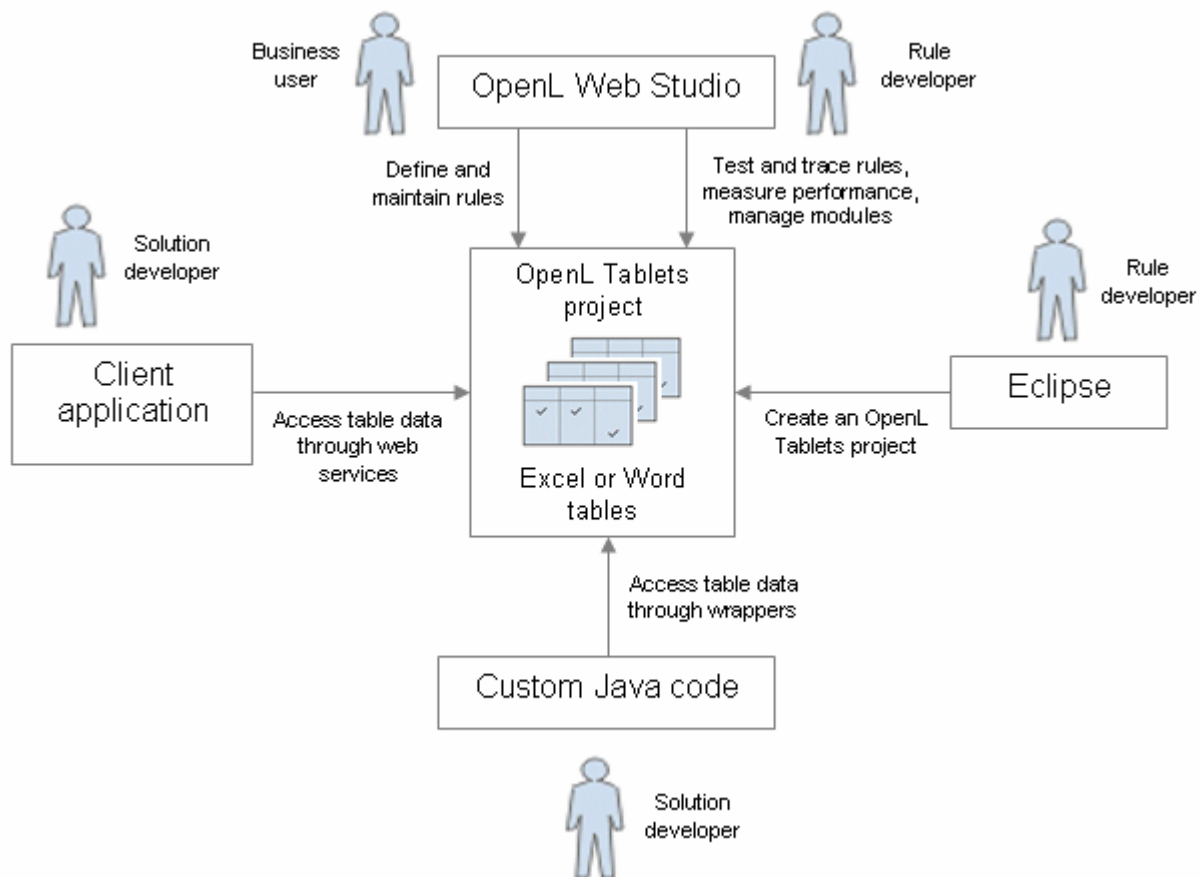 Business
user
OpenL Web Studio
Rule
developer
Define and
maintain rules
Test and trace rules,
measure performance,
manage modules
Solution
developer
OpenL Tablets
project
Rule
developer
Client
application
Eclipse
Access table data
through web
services
Create an OpenL
Tablets project
Excel or Word
tables
Access table data
through wrappers
Custom Java code
Solution
developer